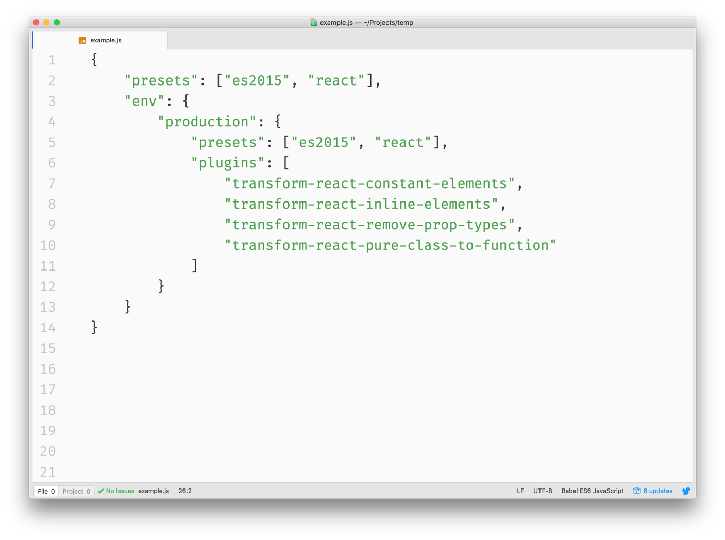 example.js — ~/Projects/temp
example.js
1 {
2 "presets": ["es2015", "react"],
3 "env": {
4 "production": {
5 "presets": ["es2015", "react"],
6 "plugins": [
7 "transform-react-constant-elements",
8 "transform-react-inline-elements",
9 "transform-react-remove-prop-types",
10 "transform-react-pure-class-to-function"
11 ]
12 }
13 }
14 }
15
16
17
18
19
20
21
File 0 Project 0 No Issues example.js 26:2 LF UTF-8 Babel ES6 JavaScript 8 updates